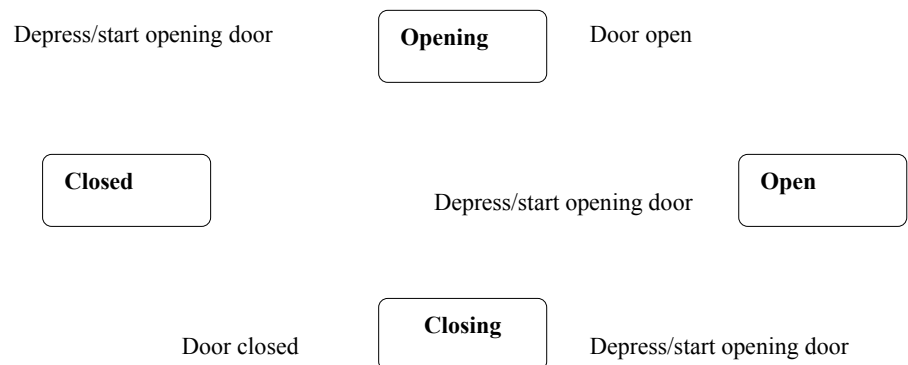 Depress/start opening door
Opening
Door open
Closed
Open
Depress/start opening door
Closing
Door closed
Depress/start opening door